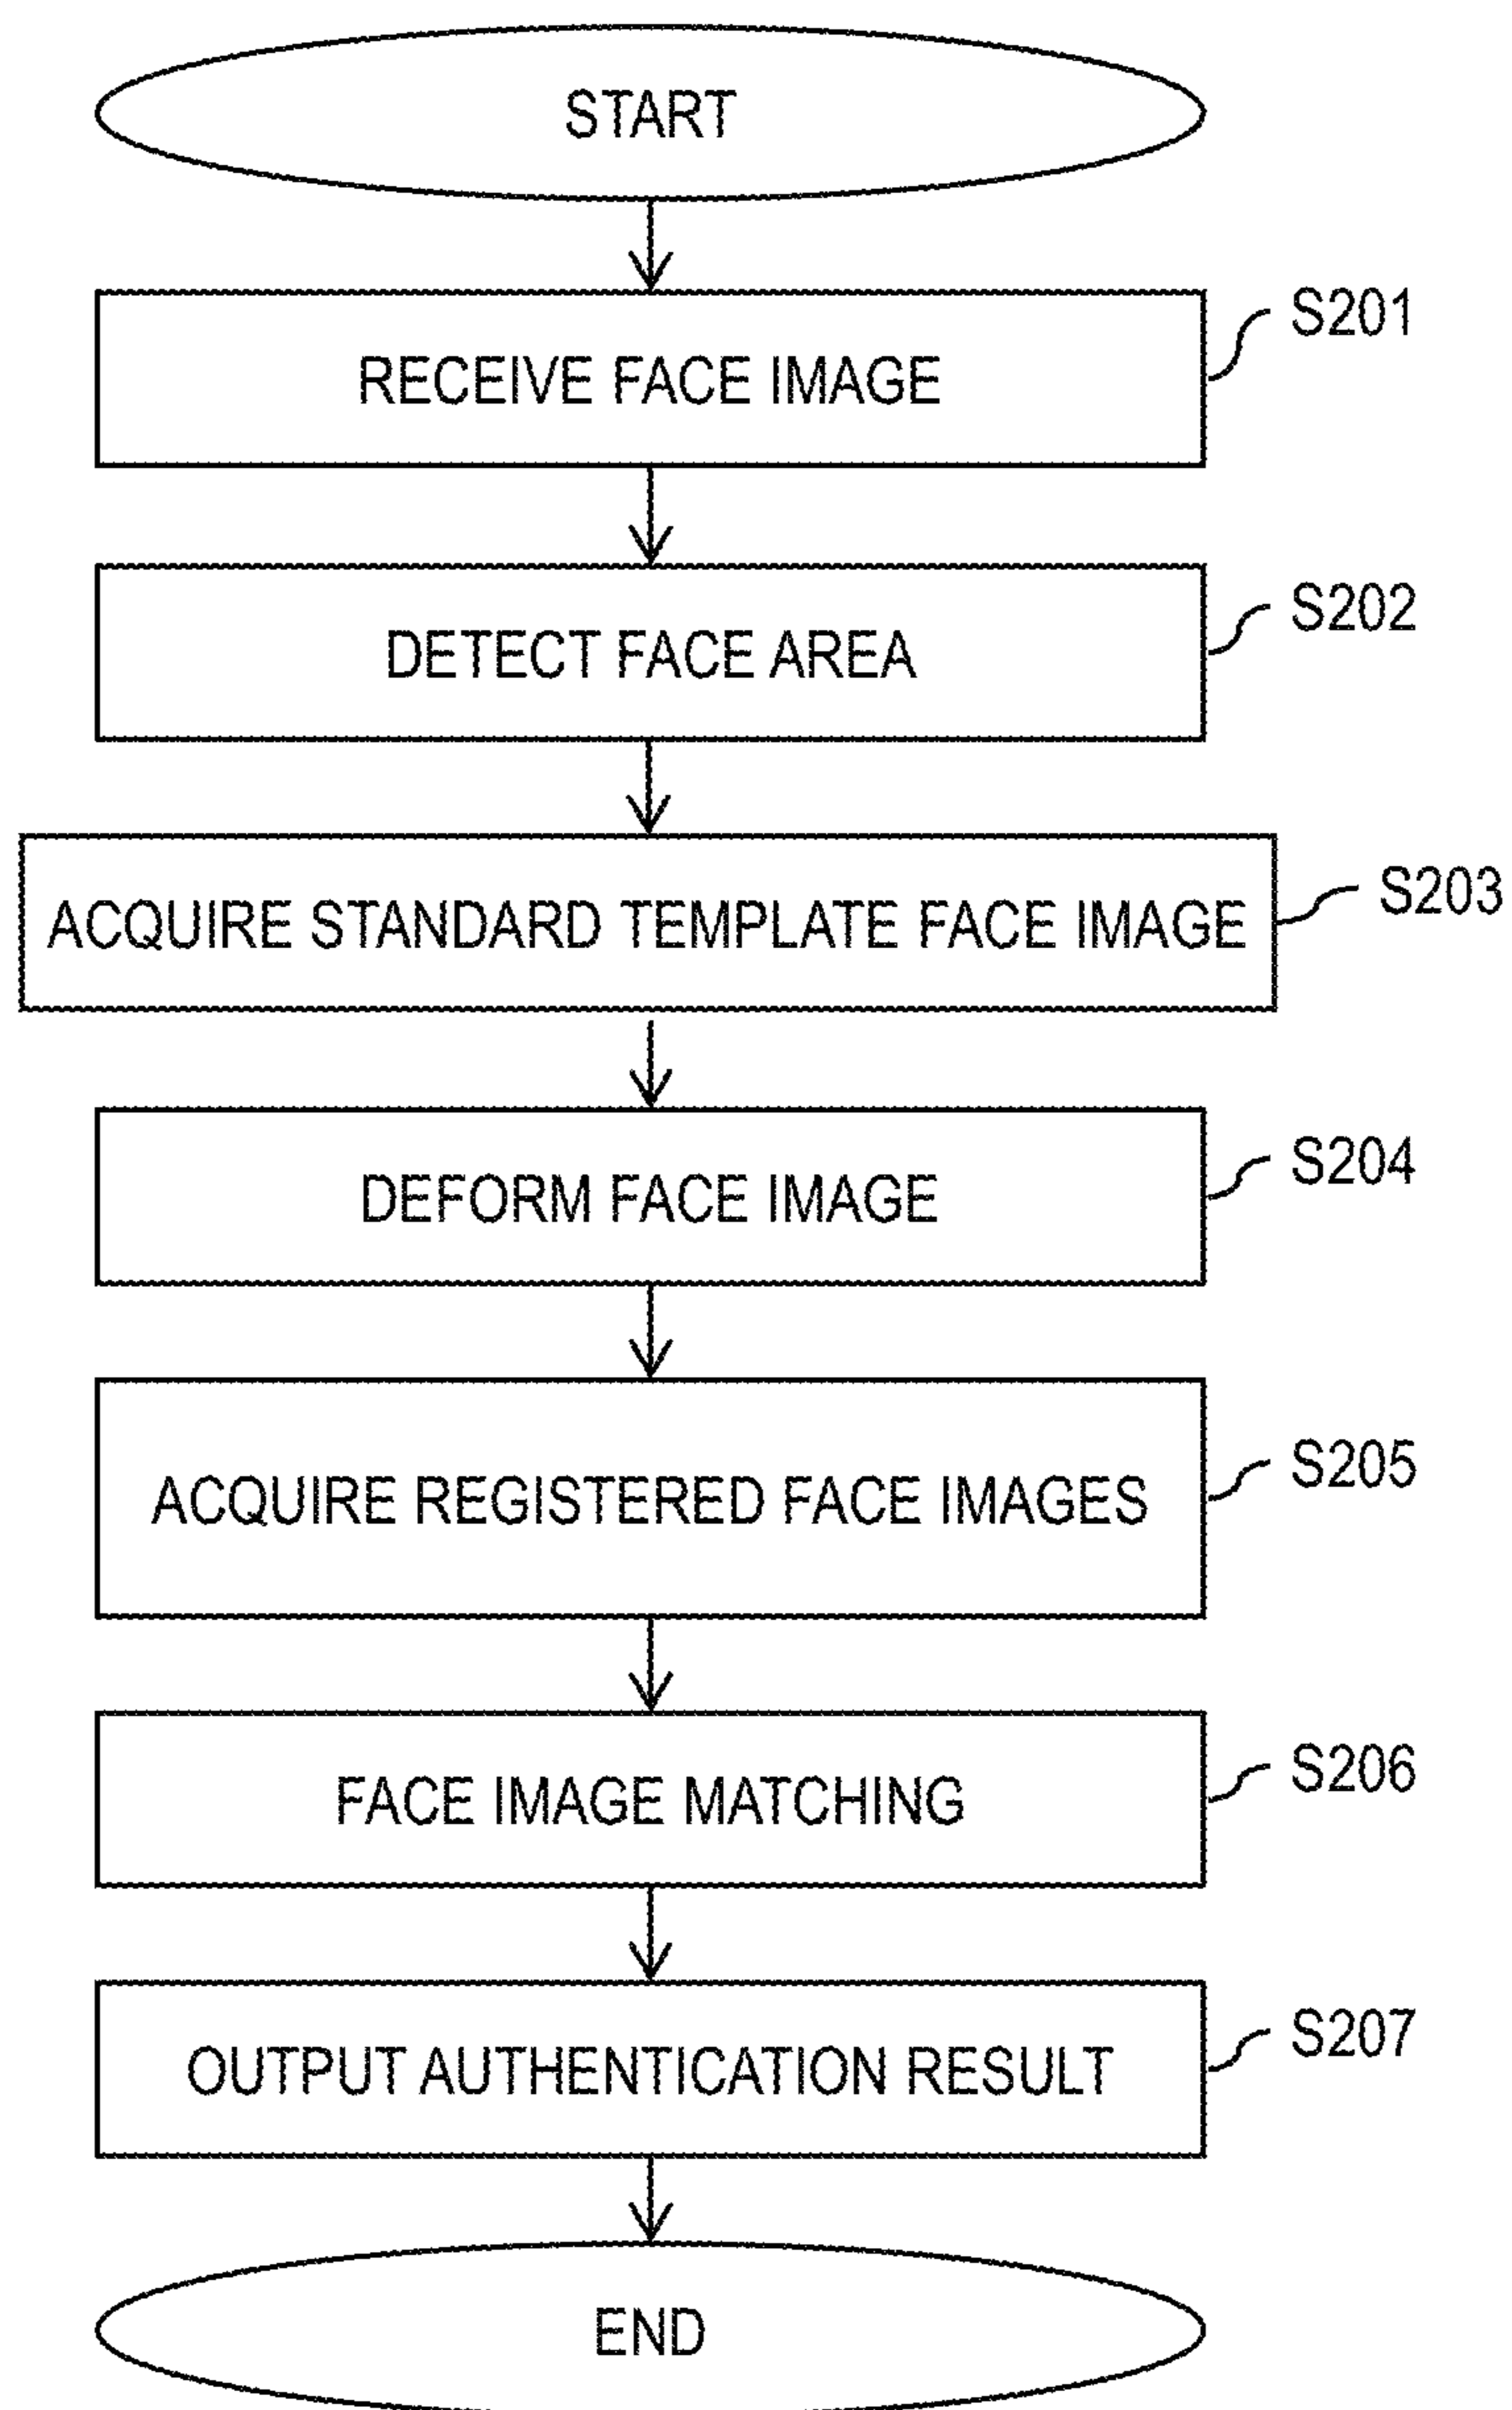 START
RECEIVE FACE IMAGE
S201
DETECT FACE AREA
S202
ACQUIRE STANDARD TEMPLATE FACE IMAGE
S203
DEFORM FACE IMAGE
S204
ACQUIRE REGISTERED FACE IMAGES
S205
FACE IMAGE MATCHING
S206
OUTPUT AUTHENTICATION RESULT
S207
END